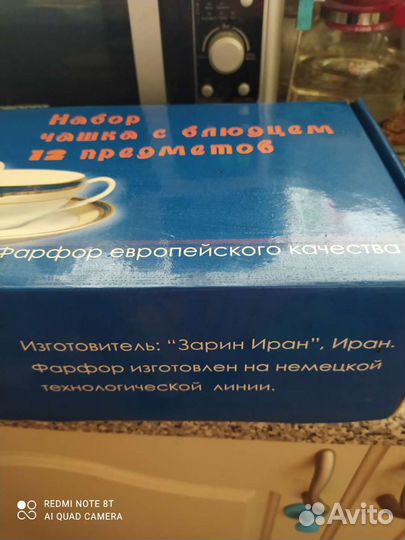 Набор
чашка с блюдцем
12 предметов
Фарфор европейского качества
Изготовитель: "Зарин Иран", Иран.
Фарфор изготовлен на немецкой
технологической линии.
REDMI NOTE 8T
AI QUAD CAMERA
Avito